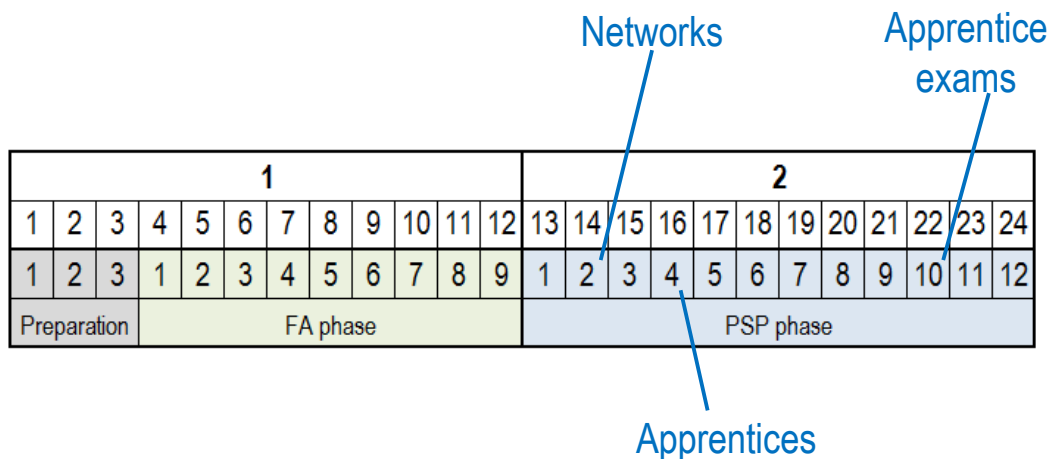 Networks
Apprentice
exams
1 2
1 2 3 4 5 6 7 8 9 10 11 12 13 14 15 16 17 18 19 20 21 22 23 24
1 2 3 1 2 3 4 5 6 7 8 9 1 2 3 4 5 6 7 8 9 10 11 12
Preparation FA phase PSP phase
Apprentices